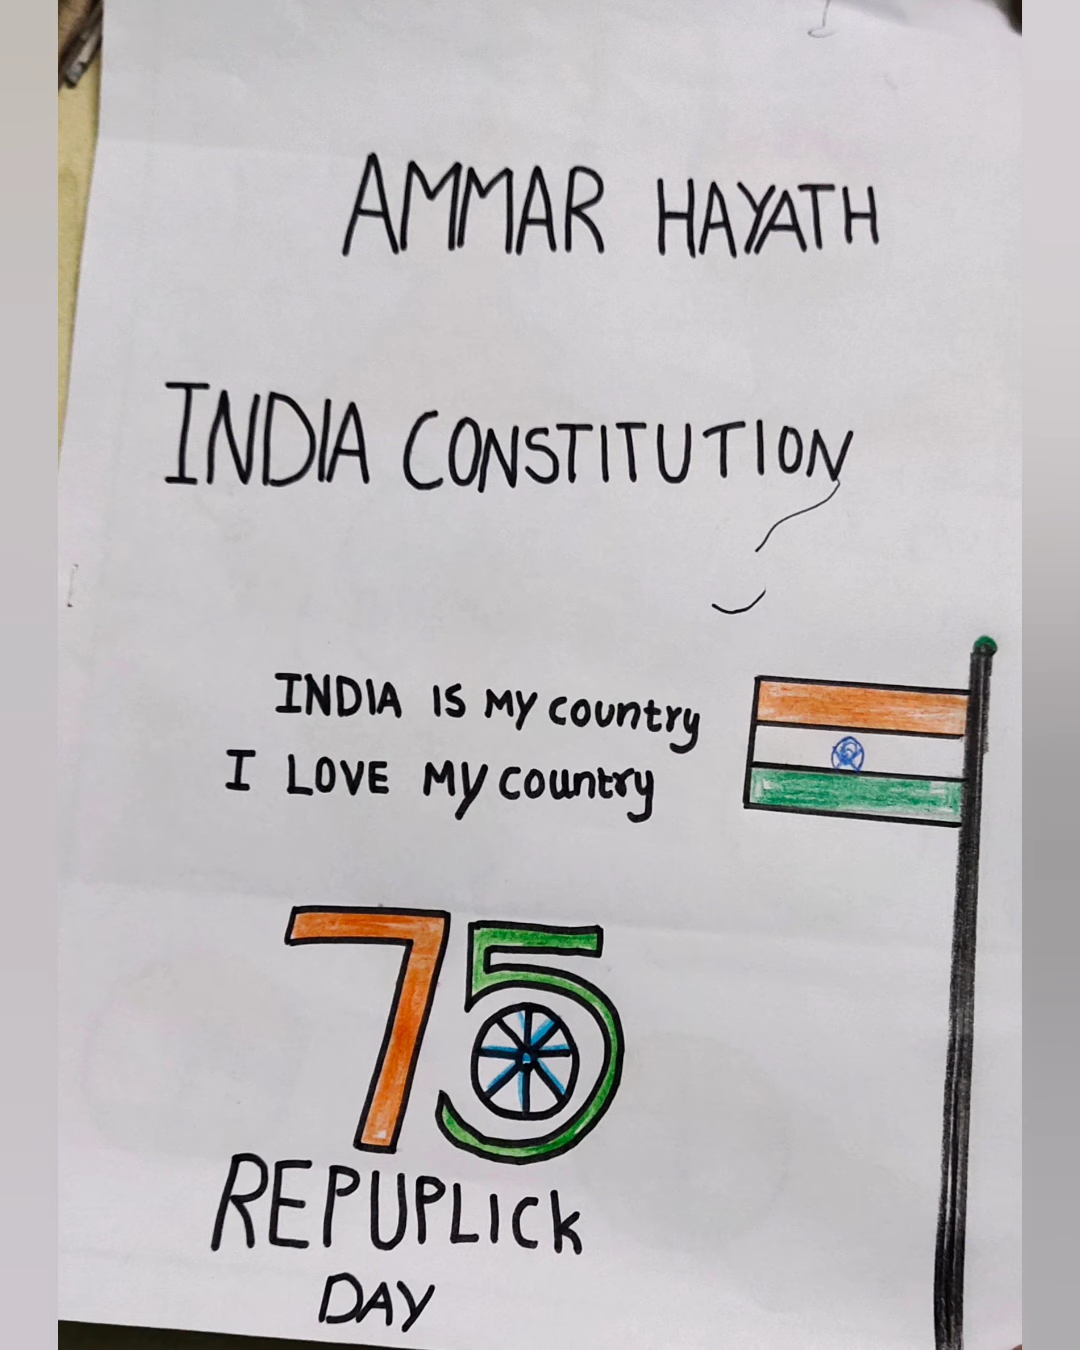 AMMAR HAYATH
INDIA CONSTITUTION
INDIA IS MY country
I LOVE MY country
75
REPUPLICk
DAY